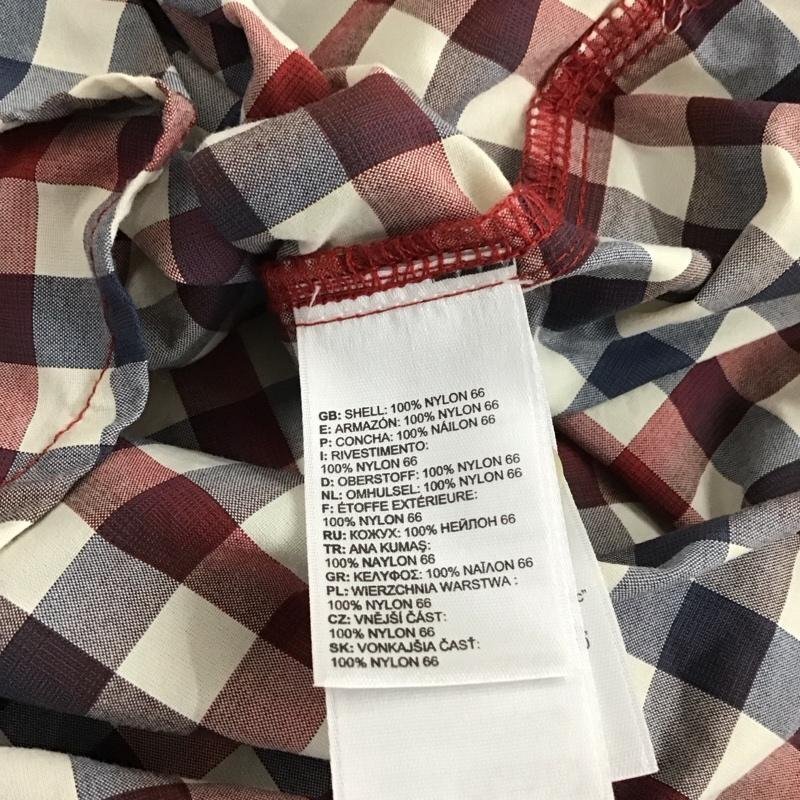 GB: SHELL: 100% NYLON 66
E: ARMAZÓN: 100% NYLON 66
P: CONCHA: 100% NÁILON 66
I: RIVESTIMENTO:
100% NYLON 66
D: OBERSTOFF: 100% NYLON 66
NL: OMHULSEL: 100% NYLON 66
F: ÉTOFFE EXTÉRIEURE:
100% NYLON 66
RU: КОЖУХ: 100% НЕЙЛОН 66
TR: ANA KUMAŞ:
100% NAYLON 66
GR: ΚΕΛΥΦΟΣ: 100% ΝΑΪΛΟΝ 66
PL: WIERZCHNIA WARSTWA :
100% NYLON 66
CZ: VNĚJŠÍ ČÁST:
100% NYLON 66
SK: VONKAJŠIA ČASŤ:
100% NYLON 66